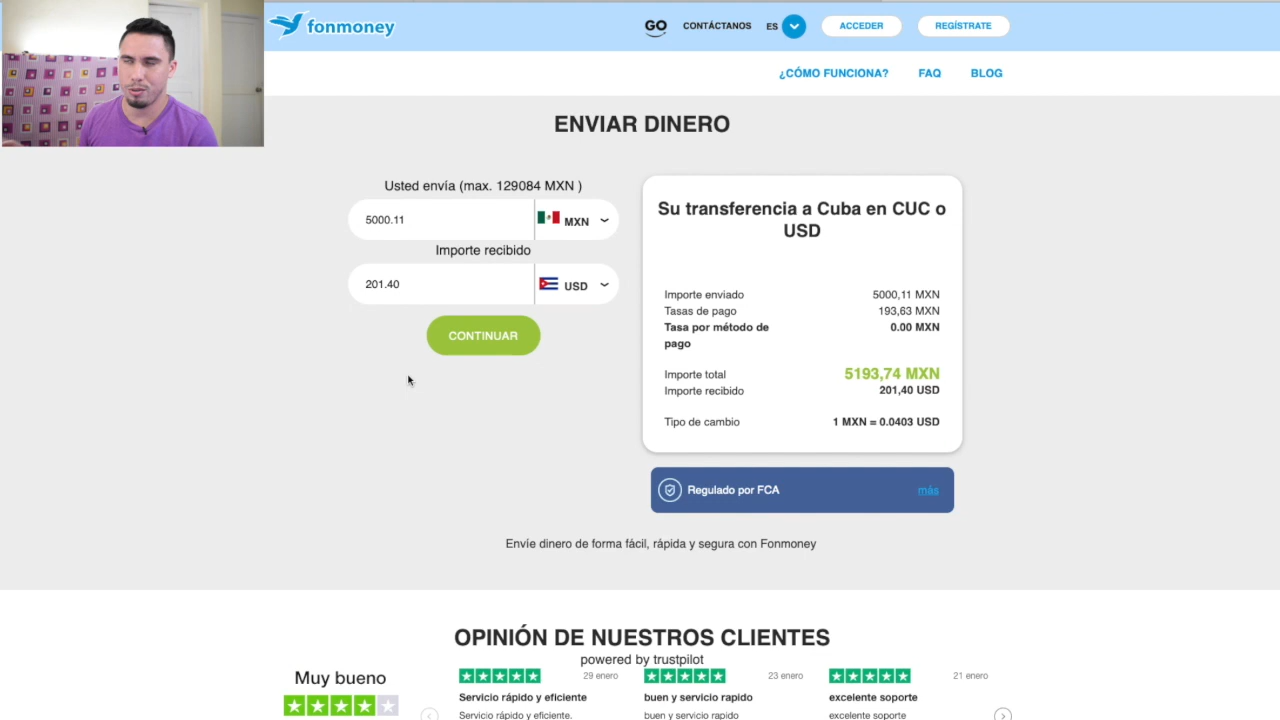 fonmoney
GO
CONTÁCTANOS
ES
ACCEDER
REGÍSTRATE
¿CÓMO FUNCIONA?
FAQ
BLOG
ENVIAR DINERO
Usted envía (max. 129084 MXN )
5000.11
MXN
Importe recibido
201.40
USD
CONTINUAR
Su transferencia a Cuba en CUC o
USD
Importe enviado 5000,11 MXN
Tasas de pago 193,63 MXN
Tasa por método de 0.00 MXN
pago
Importe total 5193,74 MXN
Importe recibido 201,40 USD
Tipo de cambio 1 MXN = 0.0403 USD
Regulado por FCA más
Envíe dinero de forma fácil, rápida y segura con Fonmoney
OPINIÓN DE NUESTROS CLIENTES
powered by trustpilot
Muy bueno
29 enero
Servicio rápido y eficiente
Servicio rápido y eficiente.
23 enero
buen y servicio rapido
buen y servicio rapido
21 enero
excelente soporte
excelente soporte